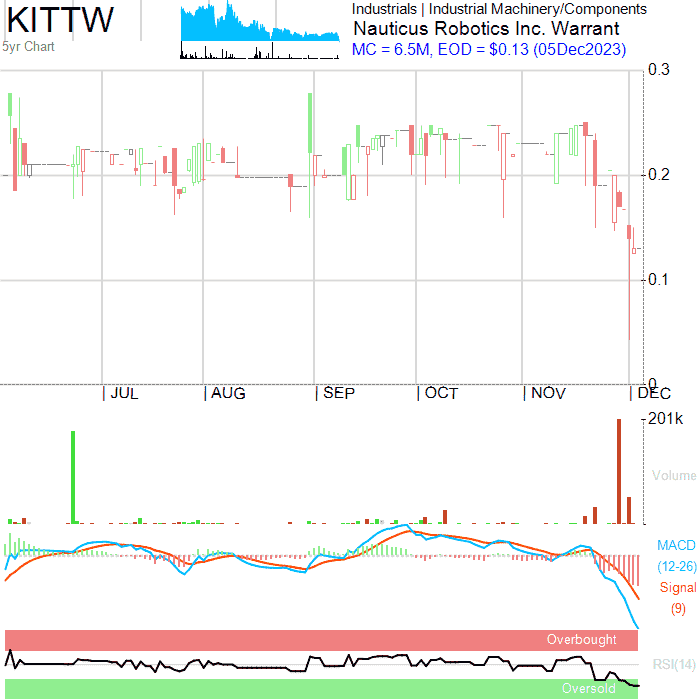 KITTW
5yr Chart
Industrials | Industrial Machinery/Components
Nauticus Robotics Inc. Warrant
MC = 6.5M, EOD = $0.13 (05Dec2023)
0.3
0.2
0.1
0
| JUL
| AUG
| SEP
| OCT
| NOV
| DEC
201k
Volume
MACD
(12-26)
Signal
(9)
Overbought
RSI(14)
Oversold